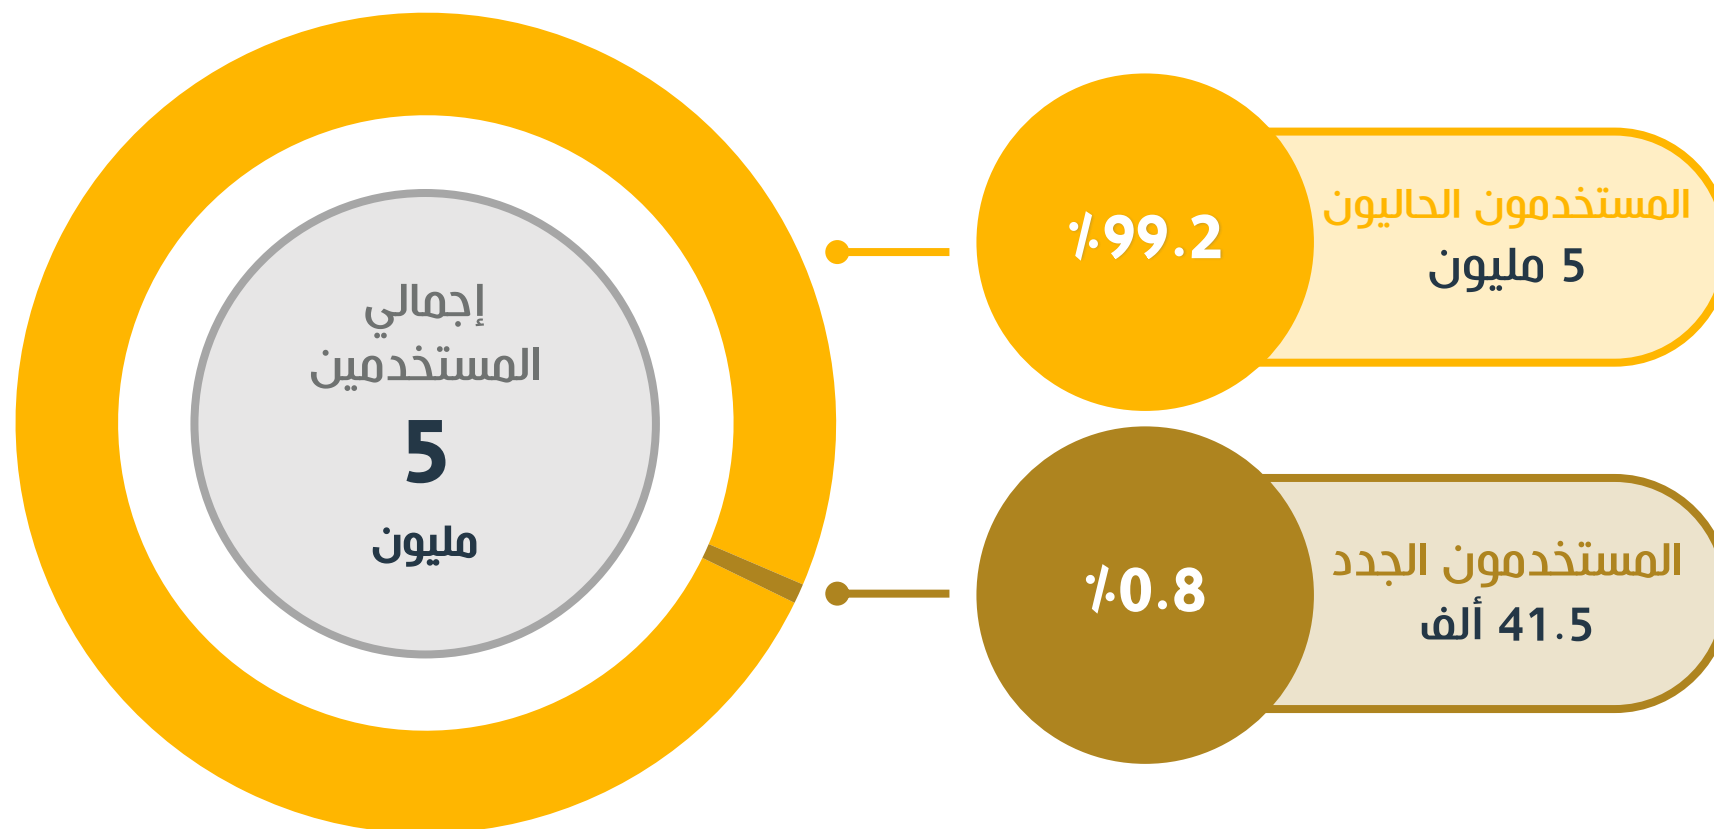 إجمالي
المستخدمين
5
مليون
المستخدمون الحاليون
5 مليون
٪99.2
المستخدمون الجدد
41.5 ألف
٪0.8